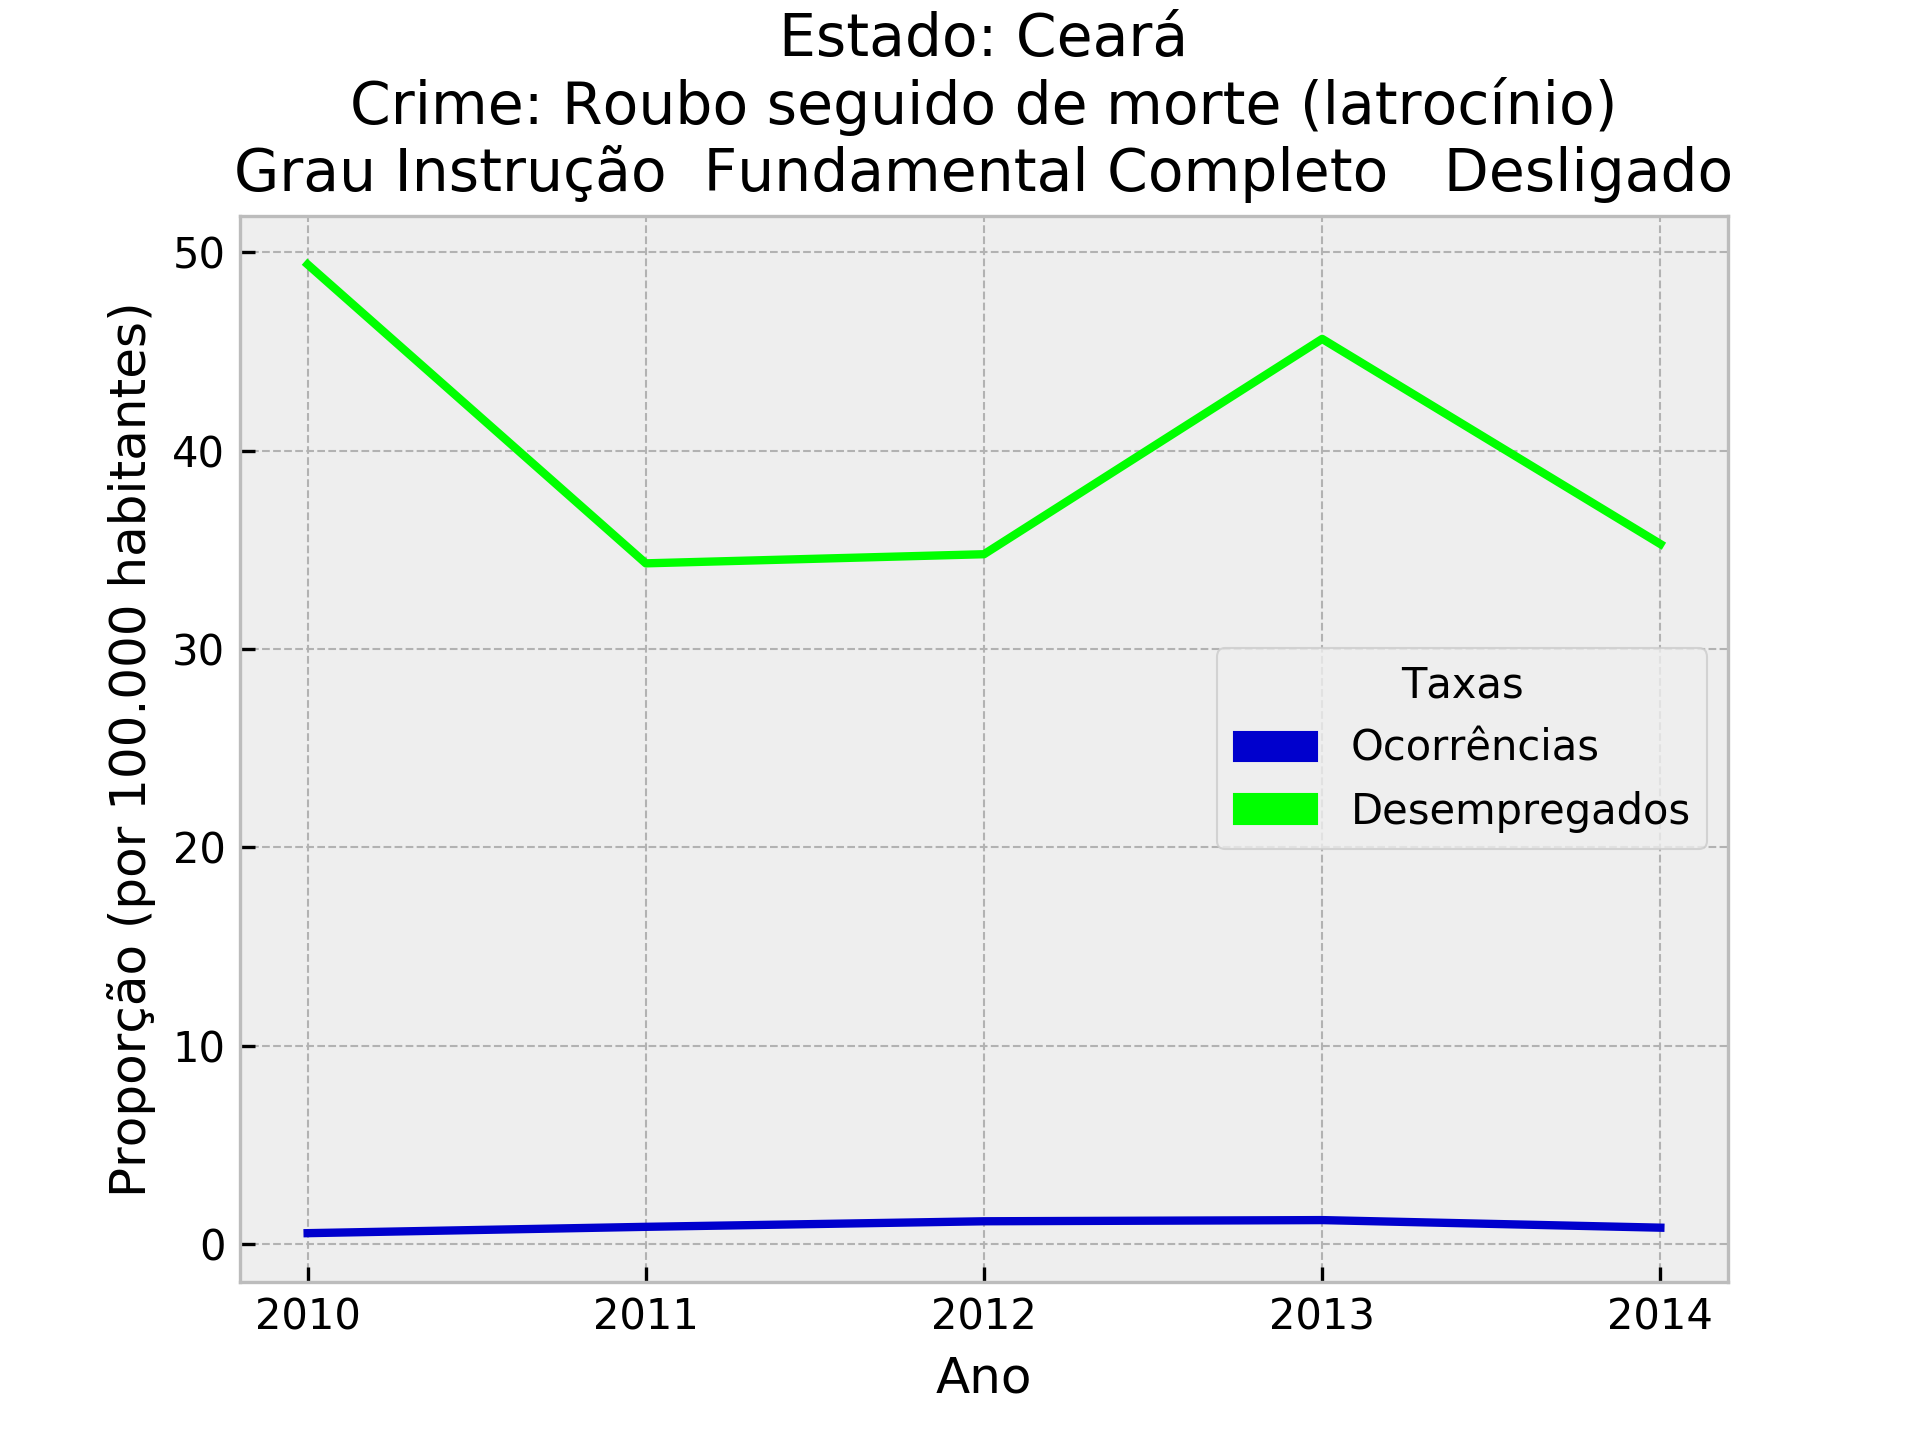 Estado: Ceará
Crime: Roubo seguido de morte (latrocínio)
Grau Instrução  Fundamental Completo   Desligado
Proporção (por 100.000 habitantes)
50
40
30
20
10
0
Taxas
Ocorrências
Desempregados
2010 2011 2012 2013 2014
Ano